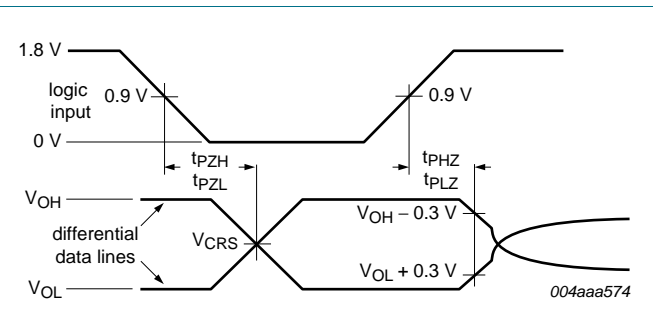 1.8 V
logic
input
0.9 V
0.9 V
0 V
tPZH
tPZL
tPHZ
tPLZ
VOH
differential
data lines
VCRS
VOH − 0.3 V
VOL + 0.3 V
VOL
004aaa574